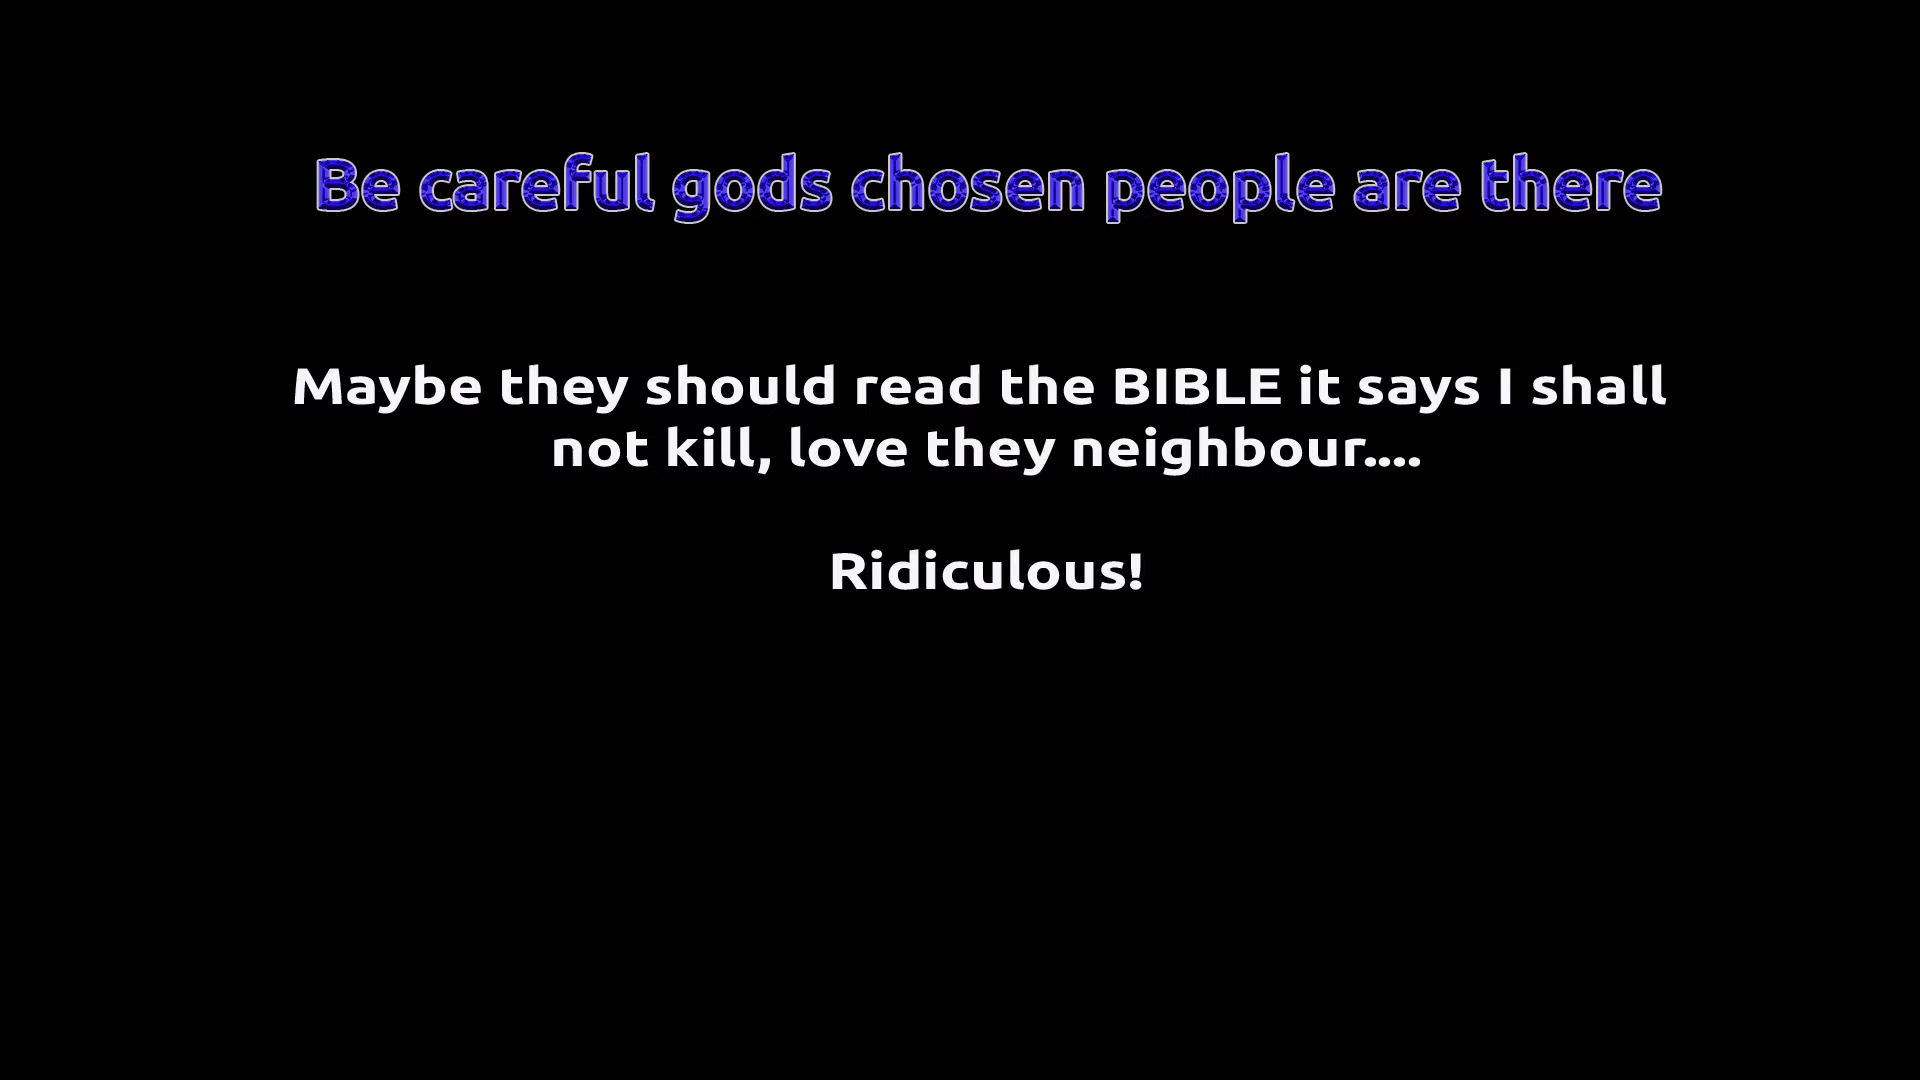 Be careful gods chosen people are there
Maybe they should read the BIBLE it says I shall
not kill, love they neighbour....
Ridiculous!